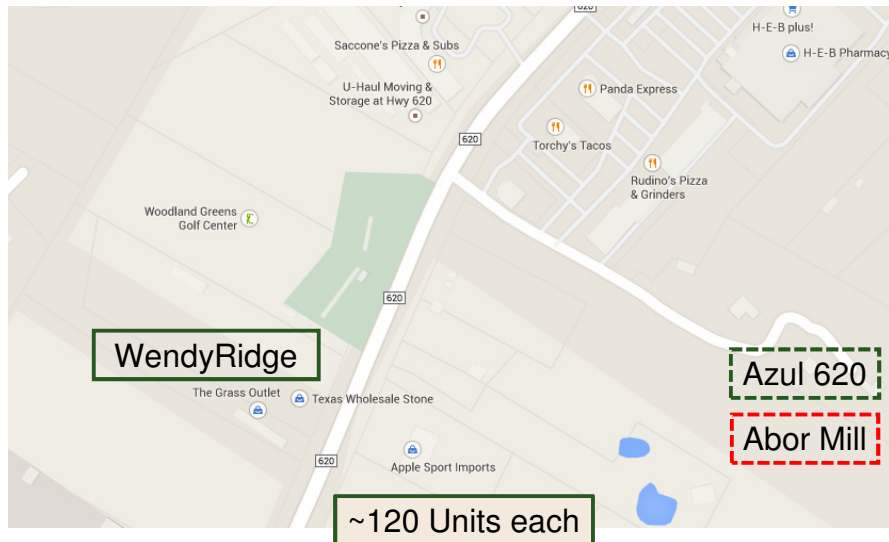 620
H-E-B plus!
Saccone's Pizza & Subs
H-E-B Pharmacy
U-Haul Moving &
Storage at Hwy 620
Panda Express
620
Torchy's Tacos
Rudino's Pizza
& Grinders
Woodland Greens
Golf Center
620
WendyRidge
Azul 620
The Grass Outlet
Texas Wholesale Stone
Abor Mill
620
Apple Sport Imports
~120 Units each